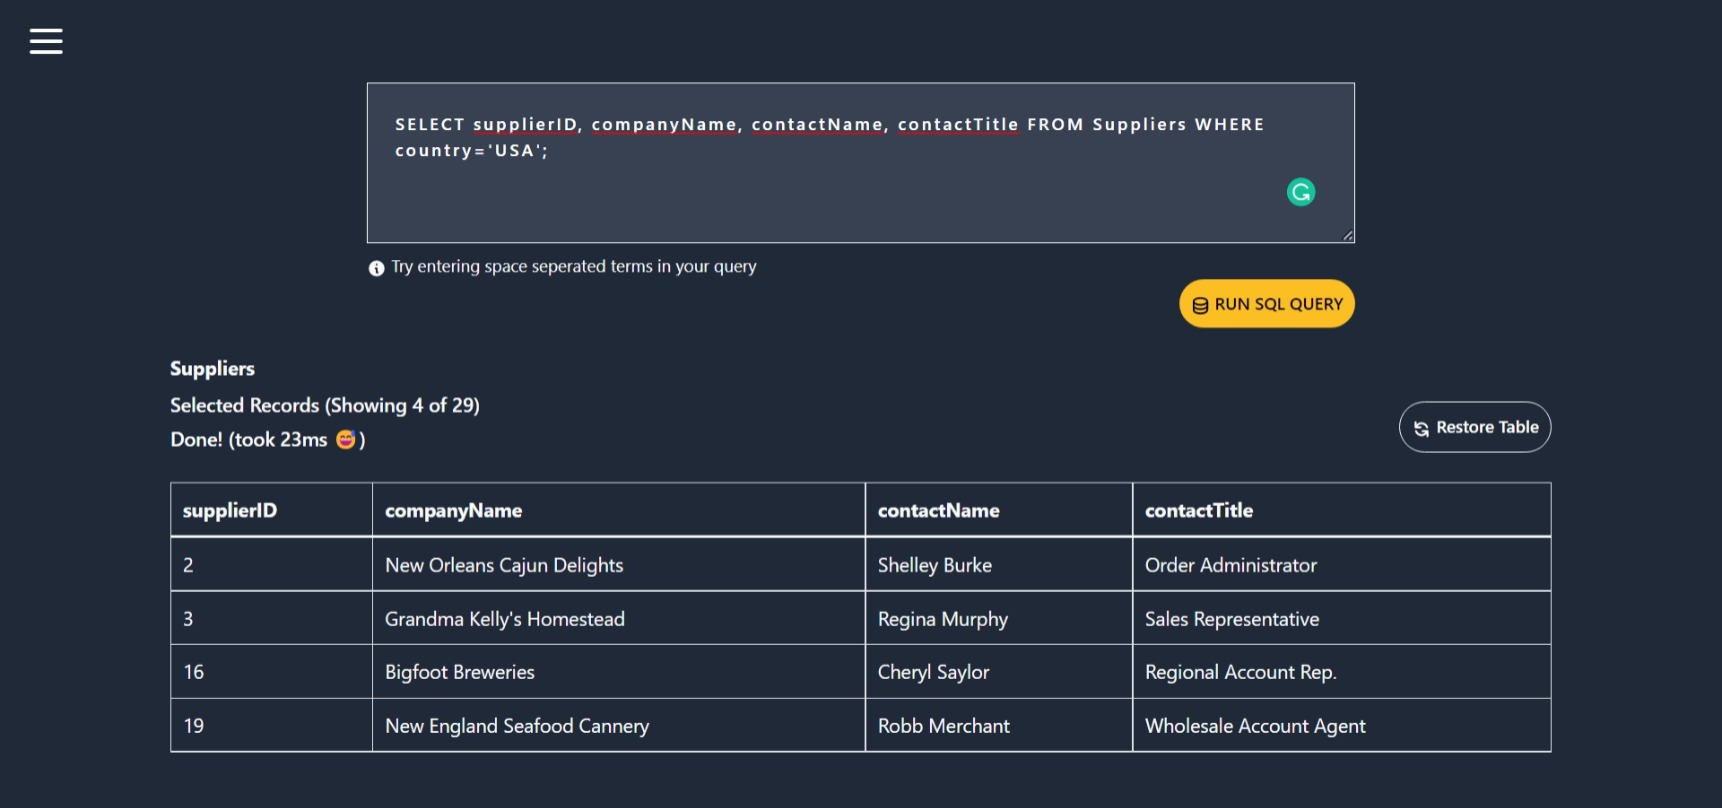 SELECT supplierID, companyName, contactName, contactTitle FROM Suppliers WHERE
country='USA';
Try entering space seperated terms in your query
RUN SQL QUERY
Suppliers
Selected Records (Showing 4 of 29)
Done! (took 23ms 😅)
Restore Table
supplierID companyName contactName contactTitle
2 New Orleans Cajun Delights Shelley Burke Order Administrator
3 Grandma Kelly's Homestead Regina Murphy Sales Representative
16 Bigfoot Breweries Cheryl Saylor Regional Account Rep.
19 New England Seafood Cannery Robb Merchant Wholesale Account Agent